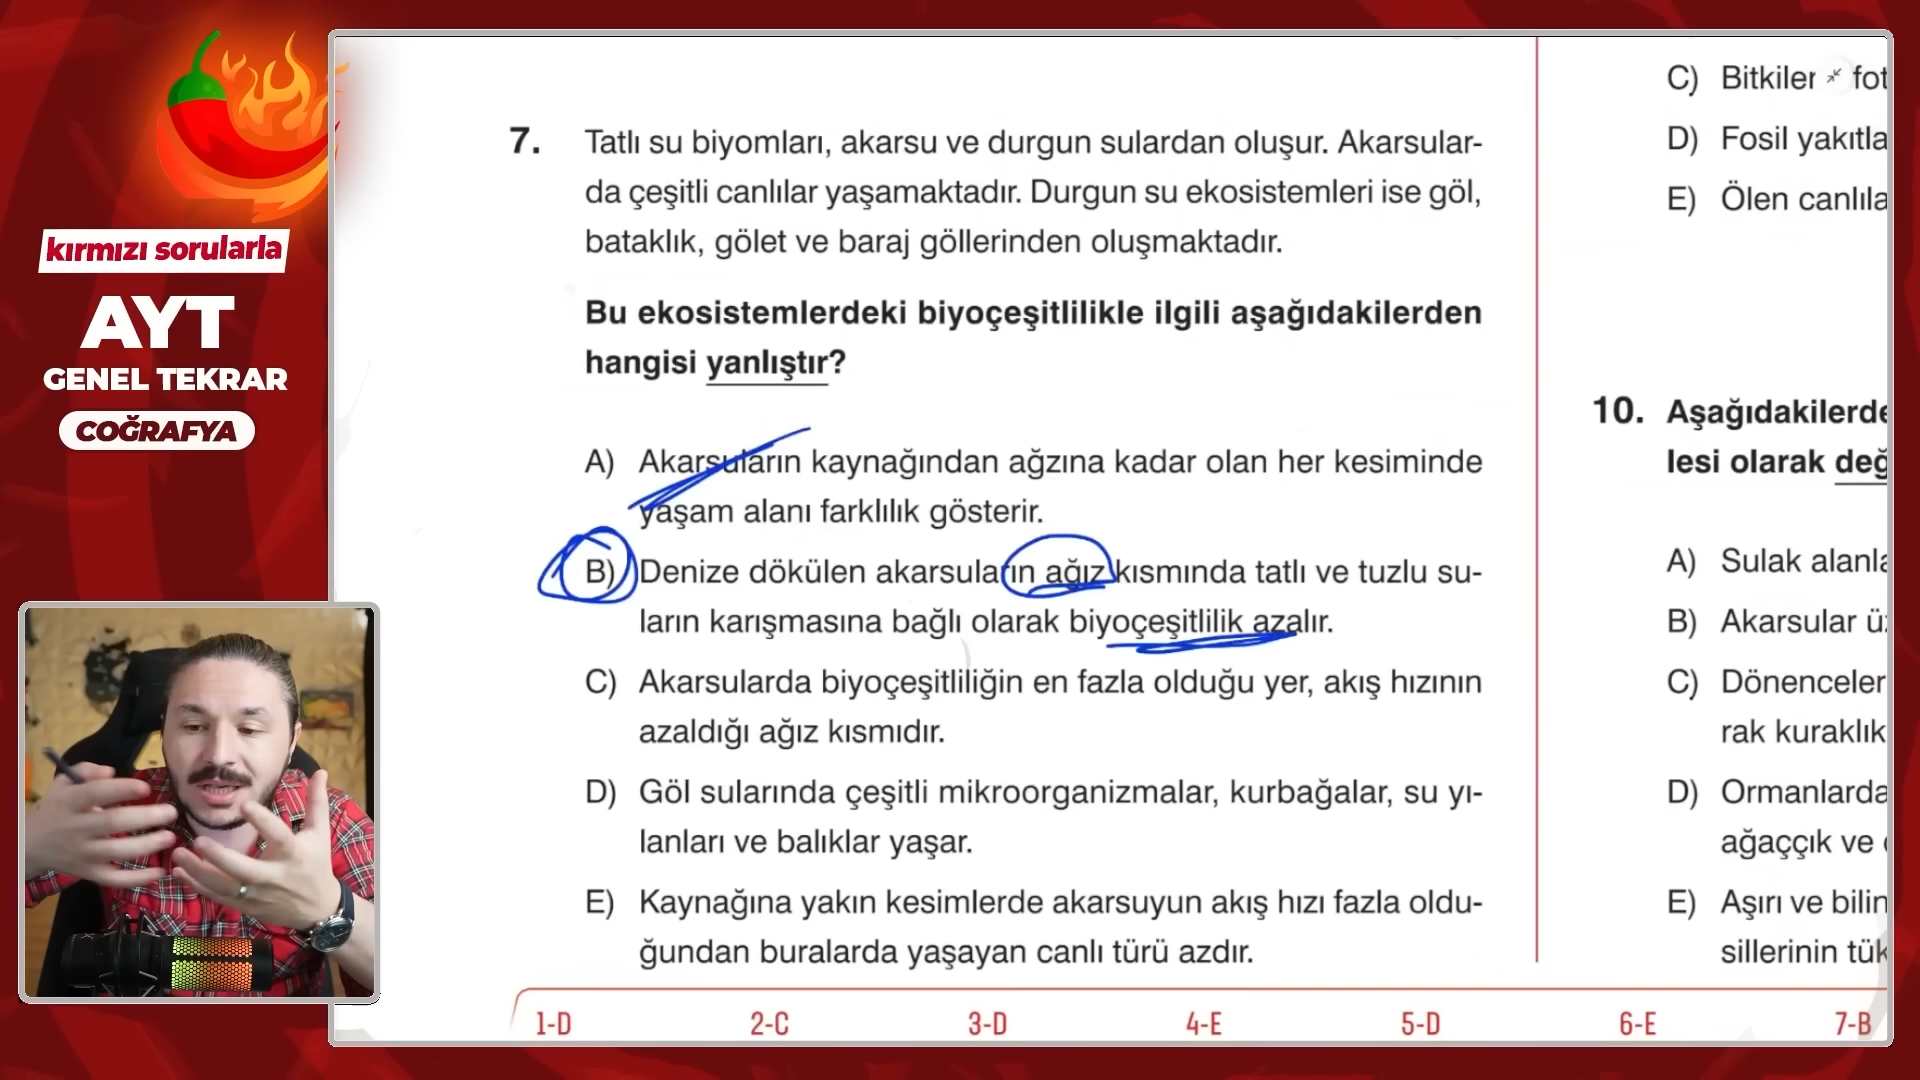 kırmızı sorularla
AYT
GENEL TEKRAR
COĞRAFYA
7. Tatlı su biyomları, akarsu ve durgun sulardan oluşur. Akarsular-
da çeşitli canlılar yaşamaktadır. Durgun su ekosistemleri ise göl,
bataklık, gölet ve baraj göllerinden oluşmaktadır.
Bu ekosistemlerdeki biyoçeşitlilikle ilgili aşağıdakilerden
hangisi yanlıştır?
A) Akarsuların kaynağından ağzına kadar olan her kesiminde
yaşam alanı farklılık gösterir.
B) Denize dökülen akarsuların ağız kısmında tatlı ve tuzlu su-
ların karışmasına bağlı olarak biyoçeşitlilik azalır.
C) Akarsularda biyoçeşitliliğin en fazla olduğu yer, akış hızının
azaldığı ağız kısmıdır.
D) Göl sularında çeşitli mikroorganizmalar, kurbağalar, su yı-
lanları ve balıklar yaşar.
E) Kaynağına yakın kesimlerde akarsuyun akış hızı fazla oldu-
ğundan buralarda yaşayan canlı türü azdır.
C) Bitkiler fot
D) Fosil yakıtla
E) Ölen canlıla
10. Aşağıdakilerde
lesi olarak değ
A) Sulak alanla
B) Akarsular ü
C) Dönenceler
rak kuraklık
D) Ormanlarda
ağaççık ve
E) Aşırı ve bilin
sillerinin tük
1-D 2-C 3-D 4-E 5-D 6-E 7-B